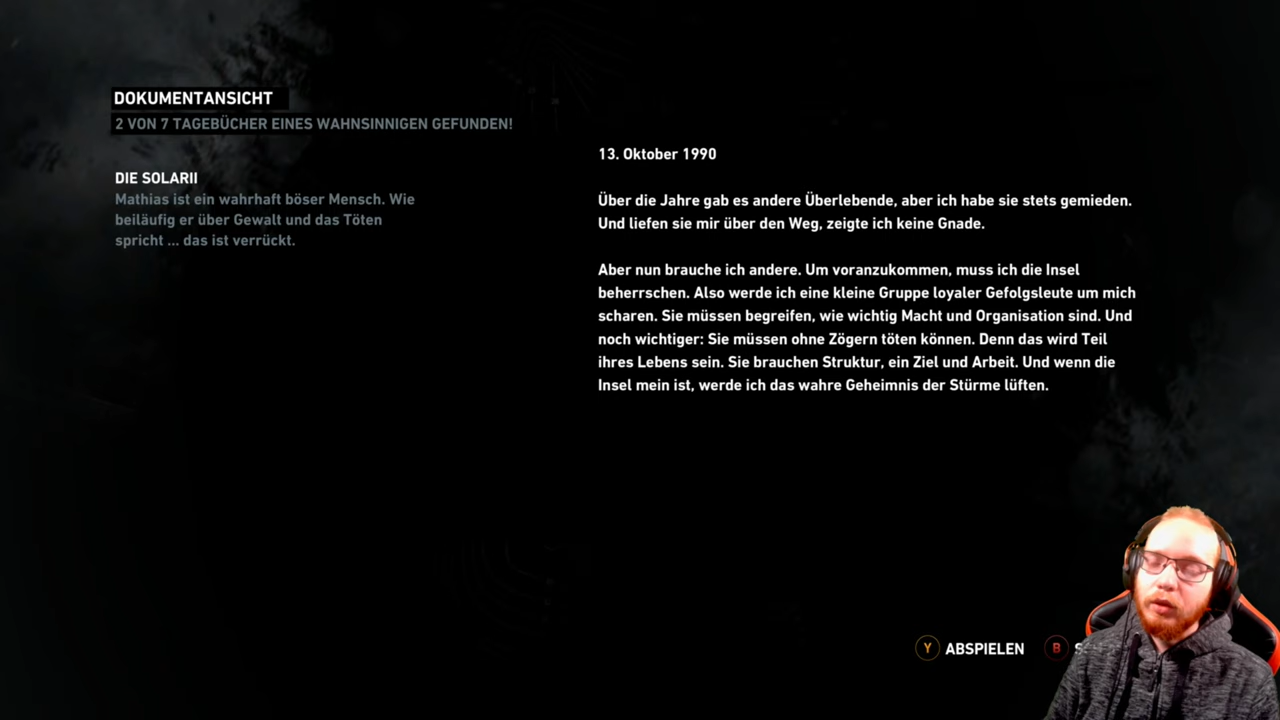 DOKUMENTANSICHT
2 VON 7 TAGEBÜCHER EINES WAHNSINNIGEN GEFUNDEN!
DIE SOLARII
Mathias ist ein wahrhaft böser Mensch. Wie
beiläufig er über Gewalt und das Töten
spricht ... das ist verrückt.
13. Oktober 1990
Über die Jahre gab es andere Überlebende, aber ich habe sie stets gemieden.
Und liefen sie mir über den Weg, zeigte ich keine Gnade.
Aber nun brauche ich andere. Um voranzukommen, muss ich die Insel
beherrschen. Also werde ich eine kleine Gruppe loyaler Gefolgsleute um mich
scharen. Sie müssen begreifen, wie wichtig Macht und Organisation sind. Und
noch wichtiger: Sie müssen ohne Zögern töten können. Denn das wird Teil
ihres Lebens sein. Sie brauchen Struktur, ein Ziel und Arbeit. Und wenn die
Insel mein ist, werde ich das wahre Geheimnis der Stürme lüften.
Y ABSPIELEN B